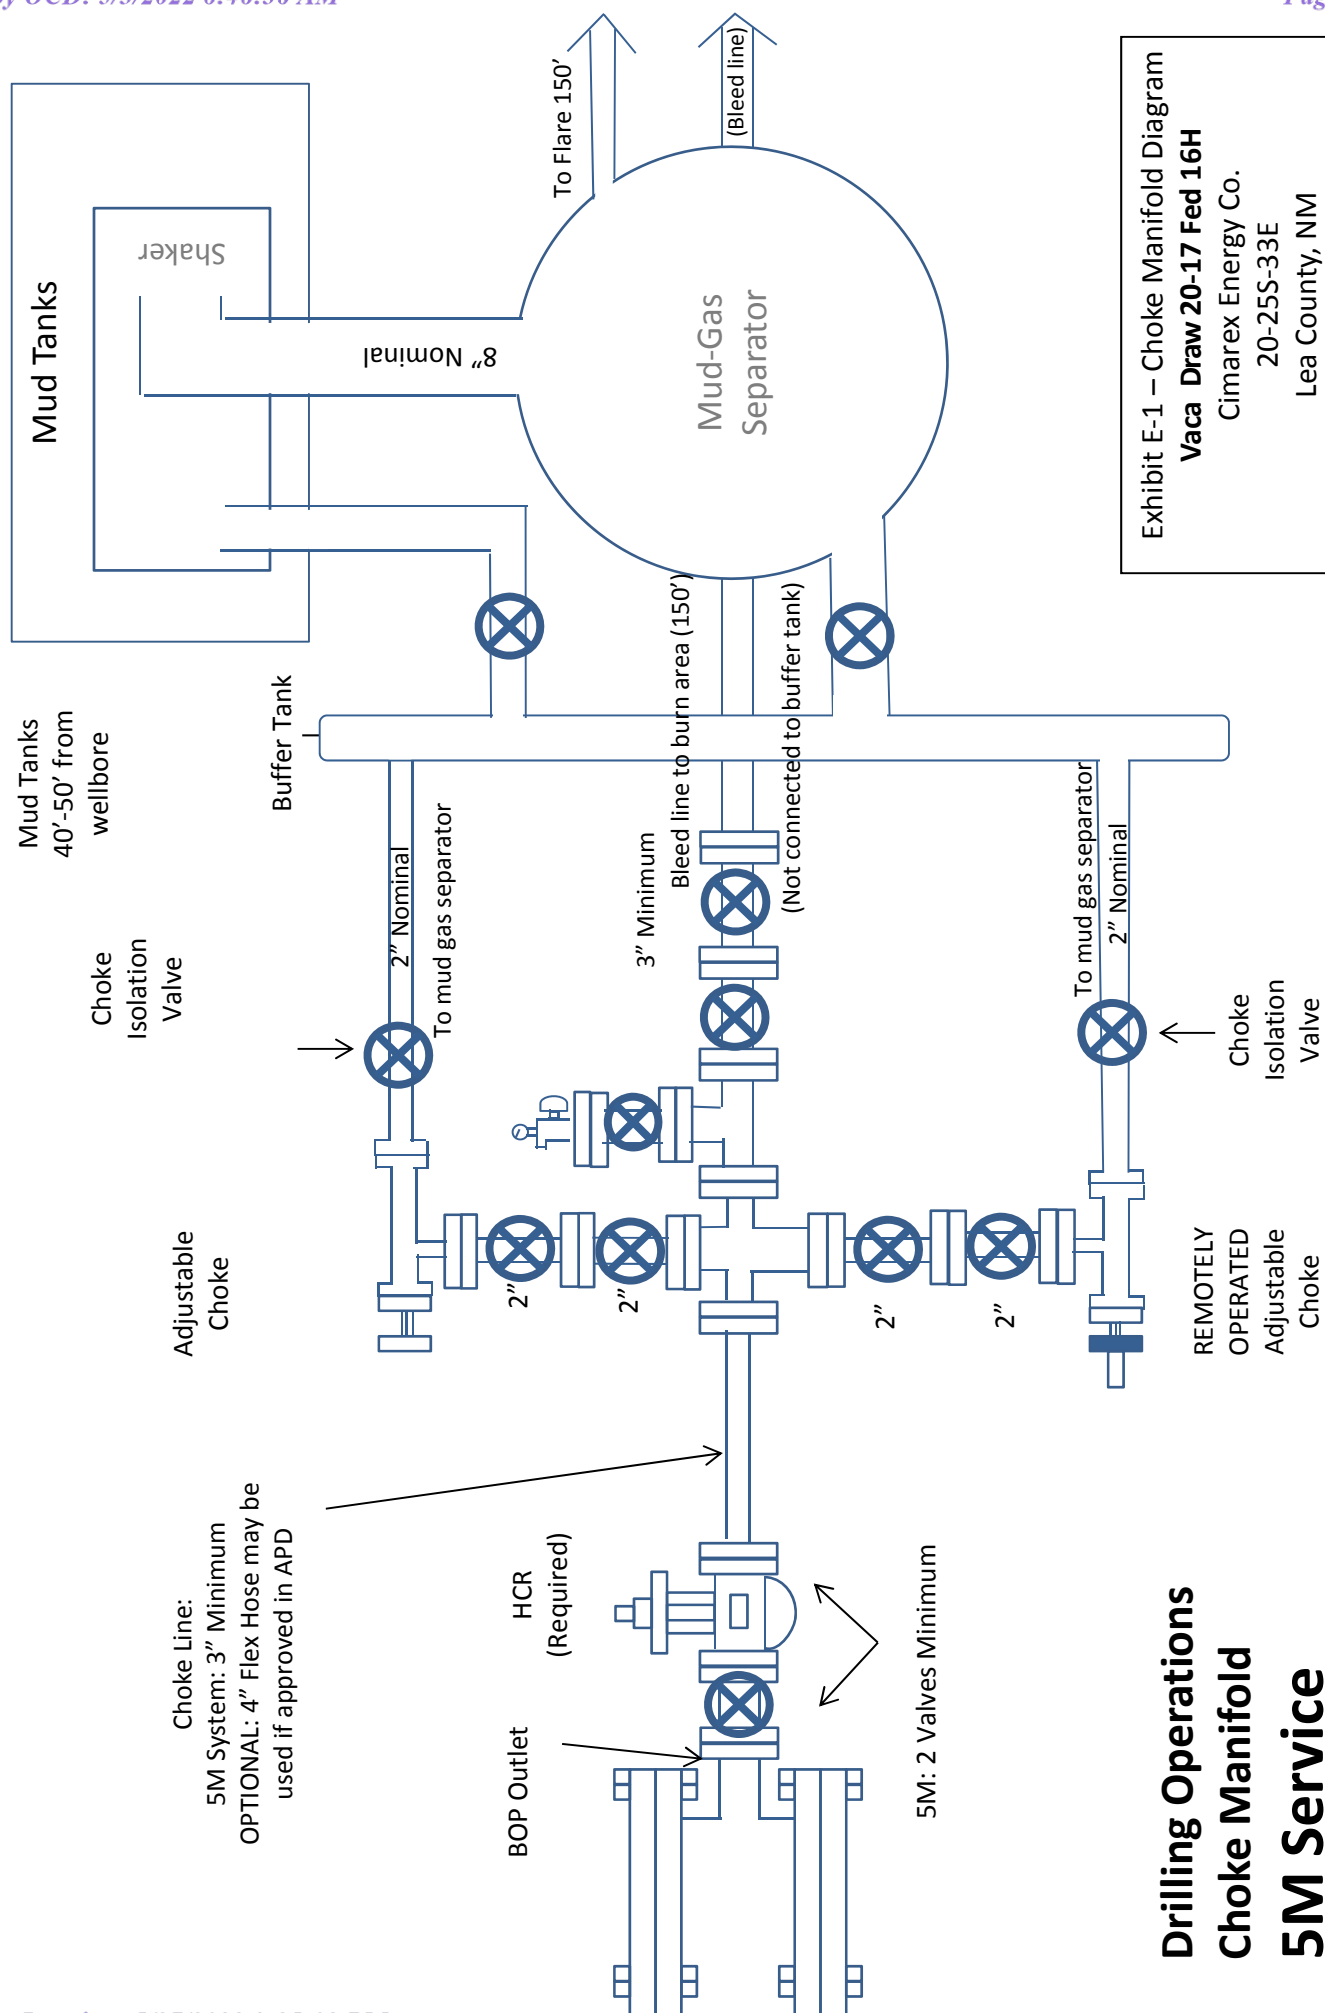 Mud Tanks
Shaker
8” Nominal
To Flare 150’
(Bleed line)
Mud-Gas
Separator
Mud Tanks
40’-50’ from
wellbore
Buffer Tank
Bleed line to burn area (150’)
(Not connected to buffer tank)
3” Minimum
2” Nominal
To mud gas separator
To mud gas separator
2” Nominal
Choke
Isolation
Valve
Choke
Isolation
Valve
Adjustable
Choke
2”
2”
2”
2”
REMOTELY
OPERATED
Adjustable
Choke
Choke Line:
5M System: 3” Minimum
OPTIONAL: 4” Flex Hose may be
used if approved in APD
HCR
(Required)
BOP Outlet
5M: 2 Valves Minimum
Drilling Operations
Choke Manifold
5M Service
Exhibit E-1 – Choke Manifold Diagram
Vaca Draw 20-17 Fed 16H
Cimarex Energy Co.
20-25S-33E
Lea County, NM